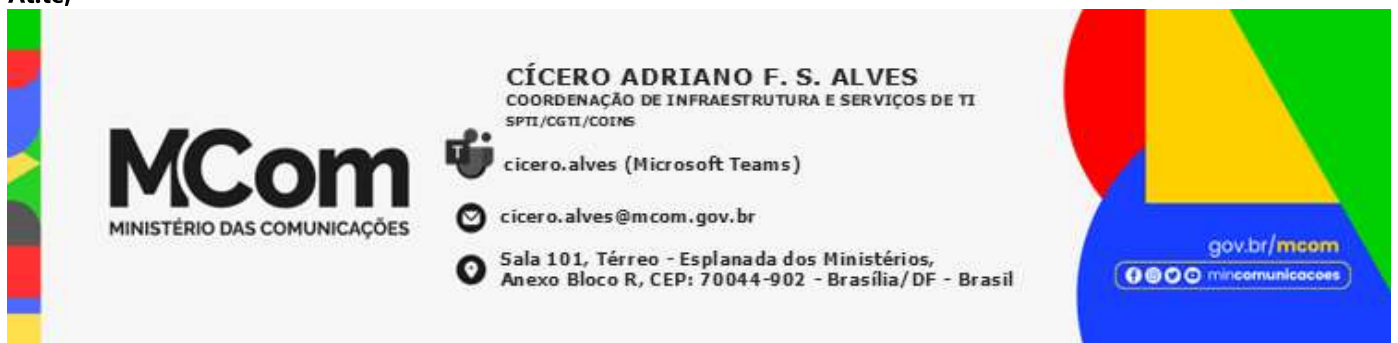 MCom
MINISTÉRIO DAS COMUNICAÇÕES
CÍCERO ADRIANO F. S. ALVES
COORDENAÇÃO DE INFRAESTRUTURA E SERVIÇOS DE TI
SPTI/CGTI/COINS
cicero.alves (Microsoft Teams)
cicero.alves@mcom.gov.br
Sala 101, Térreo - Esplanada dos Ministérios,
Anexo Bloco R, CEP: 70044-902 - Brasília/DF - Brasil
gov.br/mcom
mincomunicacoes